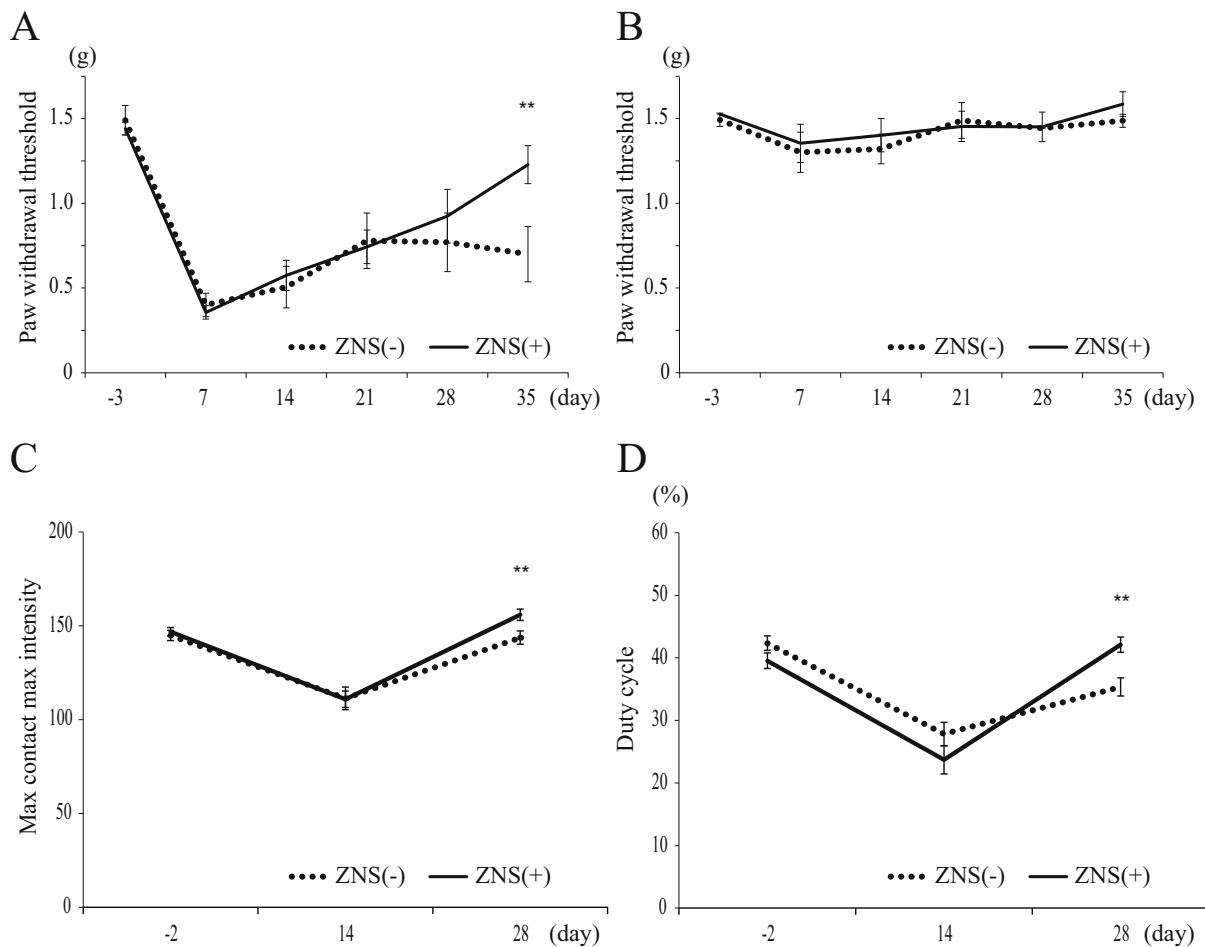 A
(g)
Paw withdrawal threshold
1.5
1.0
0.5
0
**
ZNS(-) ZNS(+)
-3 7 14 21 28 35 (day)
B
(g)
Paw withdrawal threshold
1.5
1.0
0.5
0
ZNS(-) ZNS(+)
-3 7 14 21 28 35 (day)
C
Max contact max intensity
200
150
100
50
0
**
ZNS(-) ZNS(+)
-2 14 28 (day)
D
(%)
Duty cycle
60
50
40
30
20
10
0
**
ZNS(-) ZNS(+)
-2 14 28 (day)